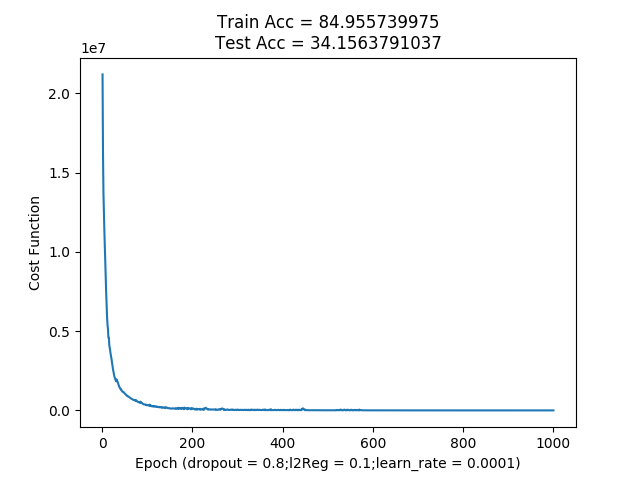 Train Acc = 84.955739975
Test Acc = 34.1563791037
1e7
2.0
1.5
1.0
0.5
0.0
Cost Function
0 200 400 600 800 1000
Epoch (dropout = 0.8;l2Reg = 0.1;learn_rate = 0.0001)